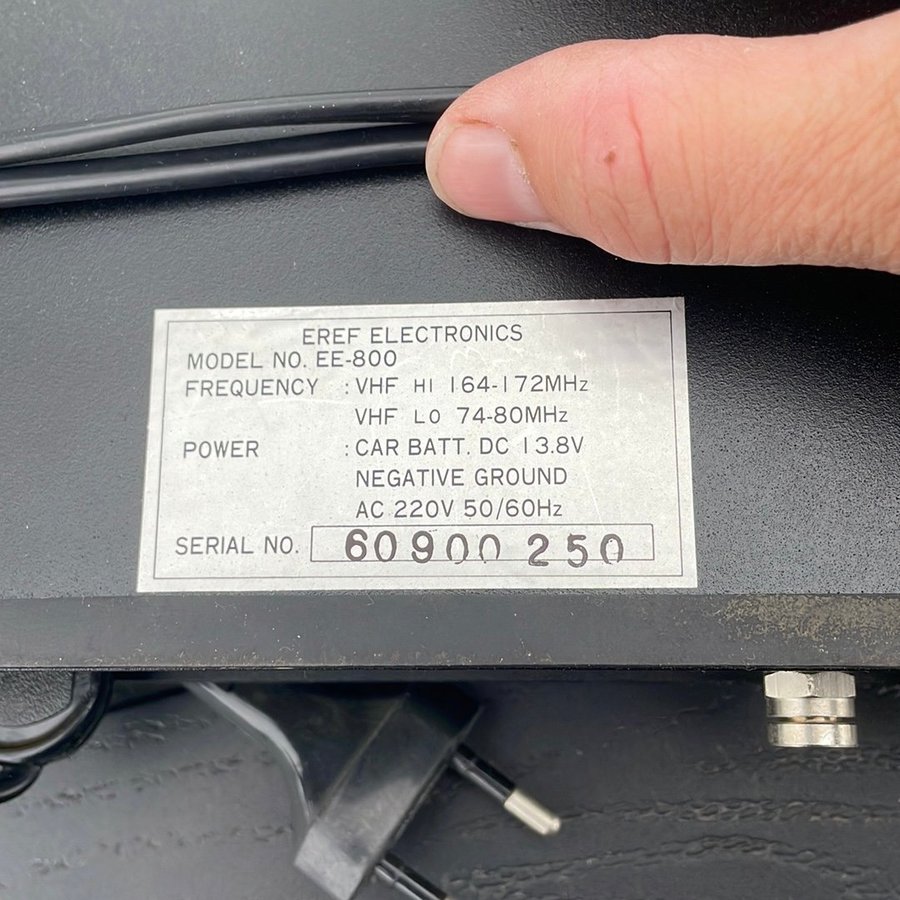 EREF ELECTRONICS
MODEL NO. EE-800
FREQUENCY : VHF HI 164-172MHz
VHF LO 74-80MHz
POWER : CAR BATT. DC 13.8V
NEGATIVE GROUND
AC 220V 50/60Hz
SERIAL NO. 60900 250